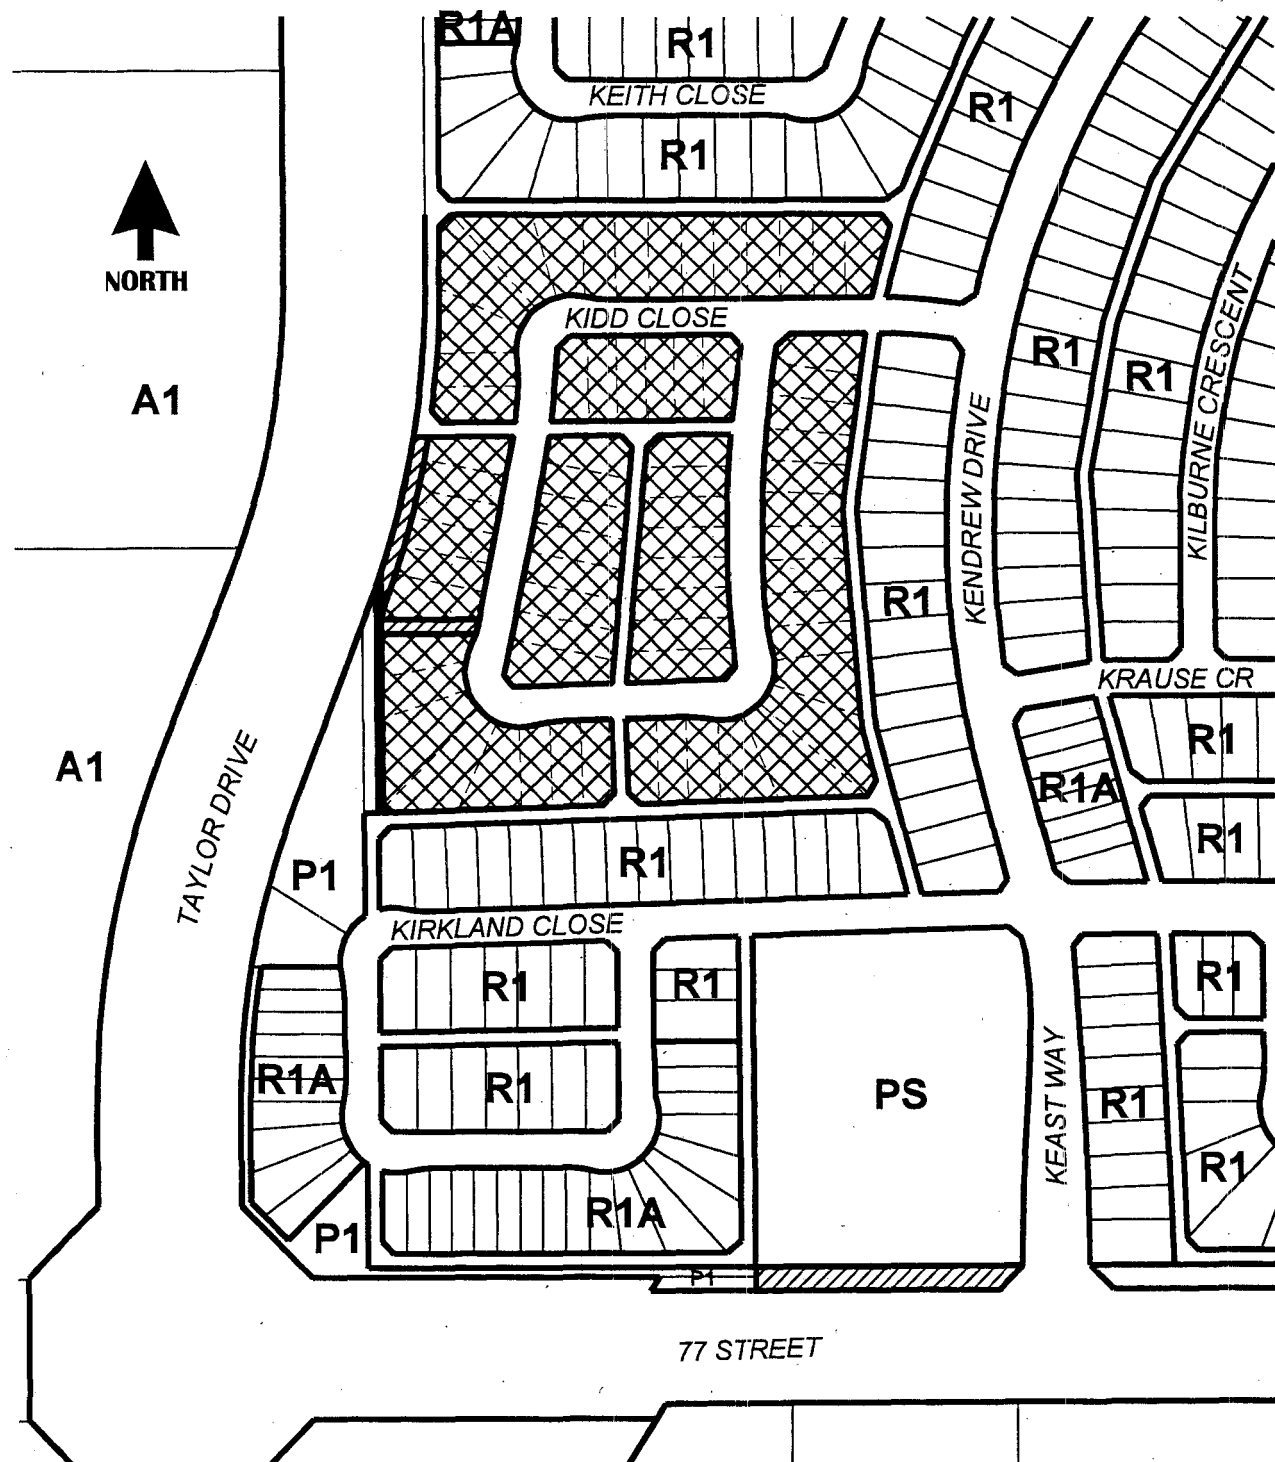 R1A
R1
KEITH CLOSE
R1
R1
NORTH
KIDD CLOSE
A1
R1
R1
KILBURNE CRESCENT
KENDREW DRIVE
R1
KRAUSE CR
A1
TAYLOR DRIVE
R1
R1A
R1
P1
R1
KIRKLAND CLOSE
R1
R1
R1
R1A
R1
PS
KEAST WAY
R1
R1
R1A
P1
P1
77 STREET